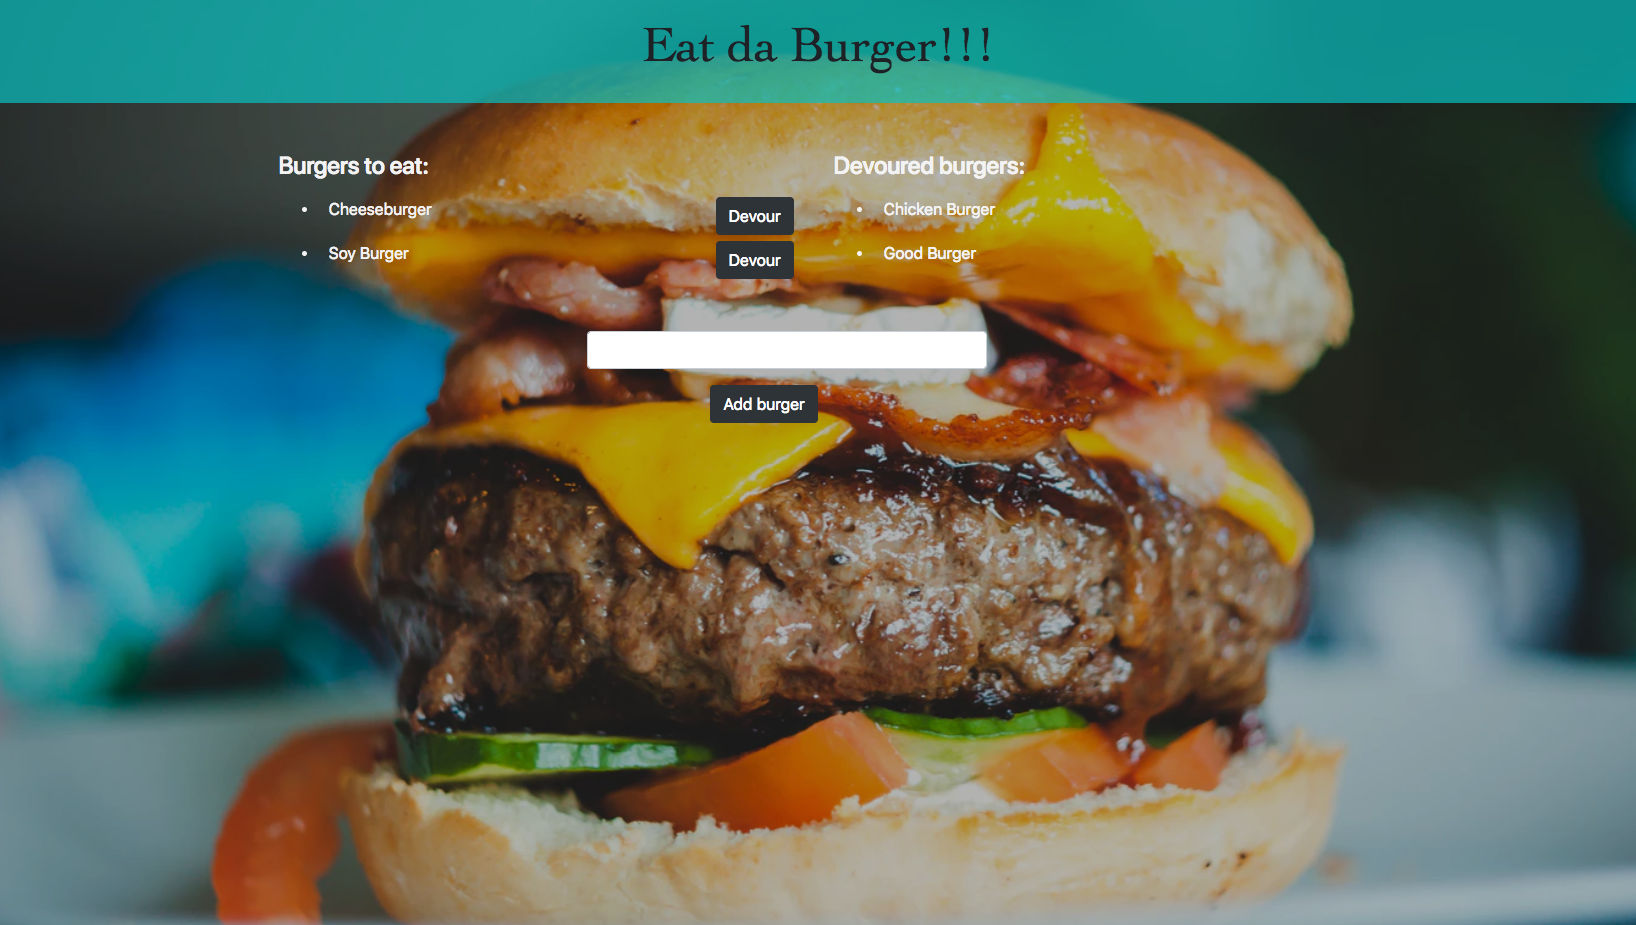 Eat da Burger!!!
Burgers to eat:
Cheeseburger
Devour
Soy Burger
Devour
Devoured burgers:
Chicken Burger
Good Burger
Add burger